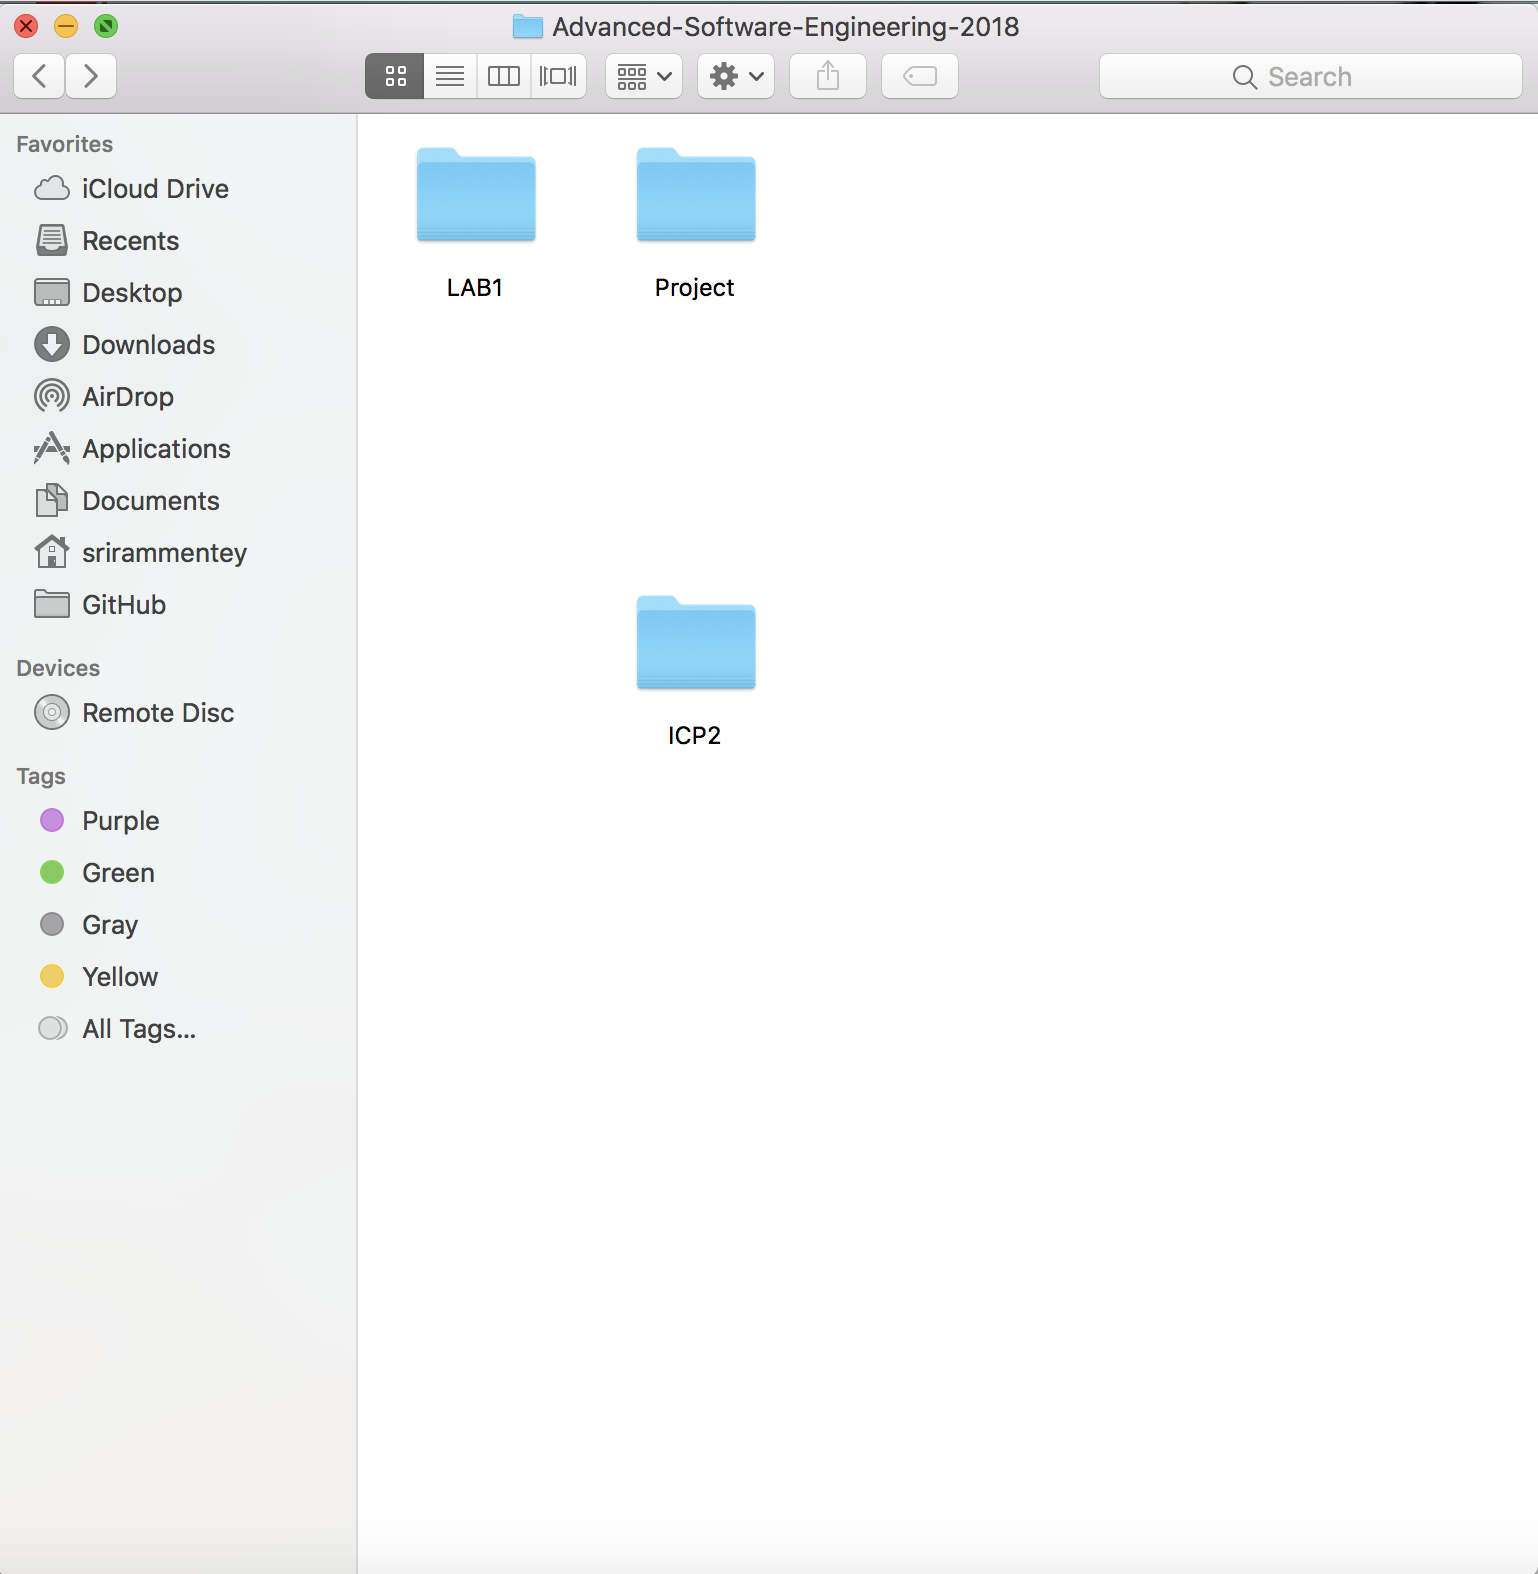 Advanced-Software-Engineering-2018
Search
Favorites
iCloud Drive
Recents
Desktop
Downloads
AirDrop
Applications
Documents
srirammentey
GitHub
Devices
Remote Disc
Tags
Purple
Green
Gray
Yellow
All Tags...
LAB1
Project
ICP2